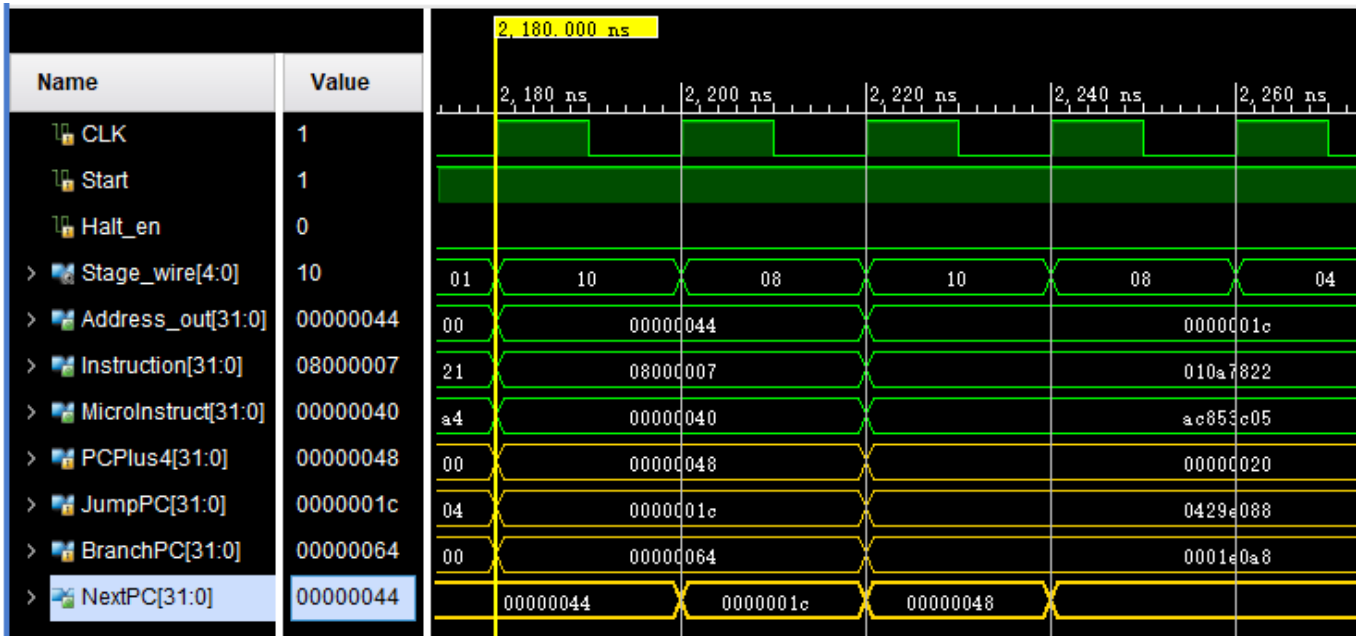 2,180.000 ns
Name Value
2,180 ns 2,200 ns 2,220 ns 2,240 ns 2,260 ns
CLK 1
Start 1
Halt_en 0
Stage_wire[4:0] 10 01 10 08 10 08 04
Address_out[31:0] 00000044 00 00000044 0000001c
Instruction[31:0] 08000007 21 08000007 010a7822
MicroInstruct[31:0] 00000040 a4 00000040 ac853c05
PCPlus4[31:0] 00000048 00 00000048 00000020
JumpPC[31:0] 0000001c 04 0000001c 0429e088
BranchPC[31:0] 00000064 00 00000064 0001e0a8
NextPC[31:0] 00000044 00000044 0000001c 00000048